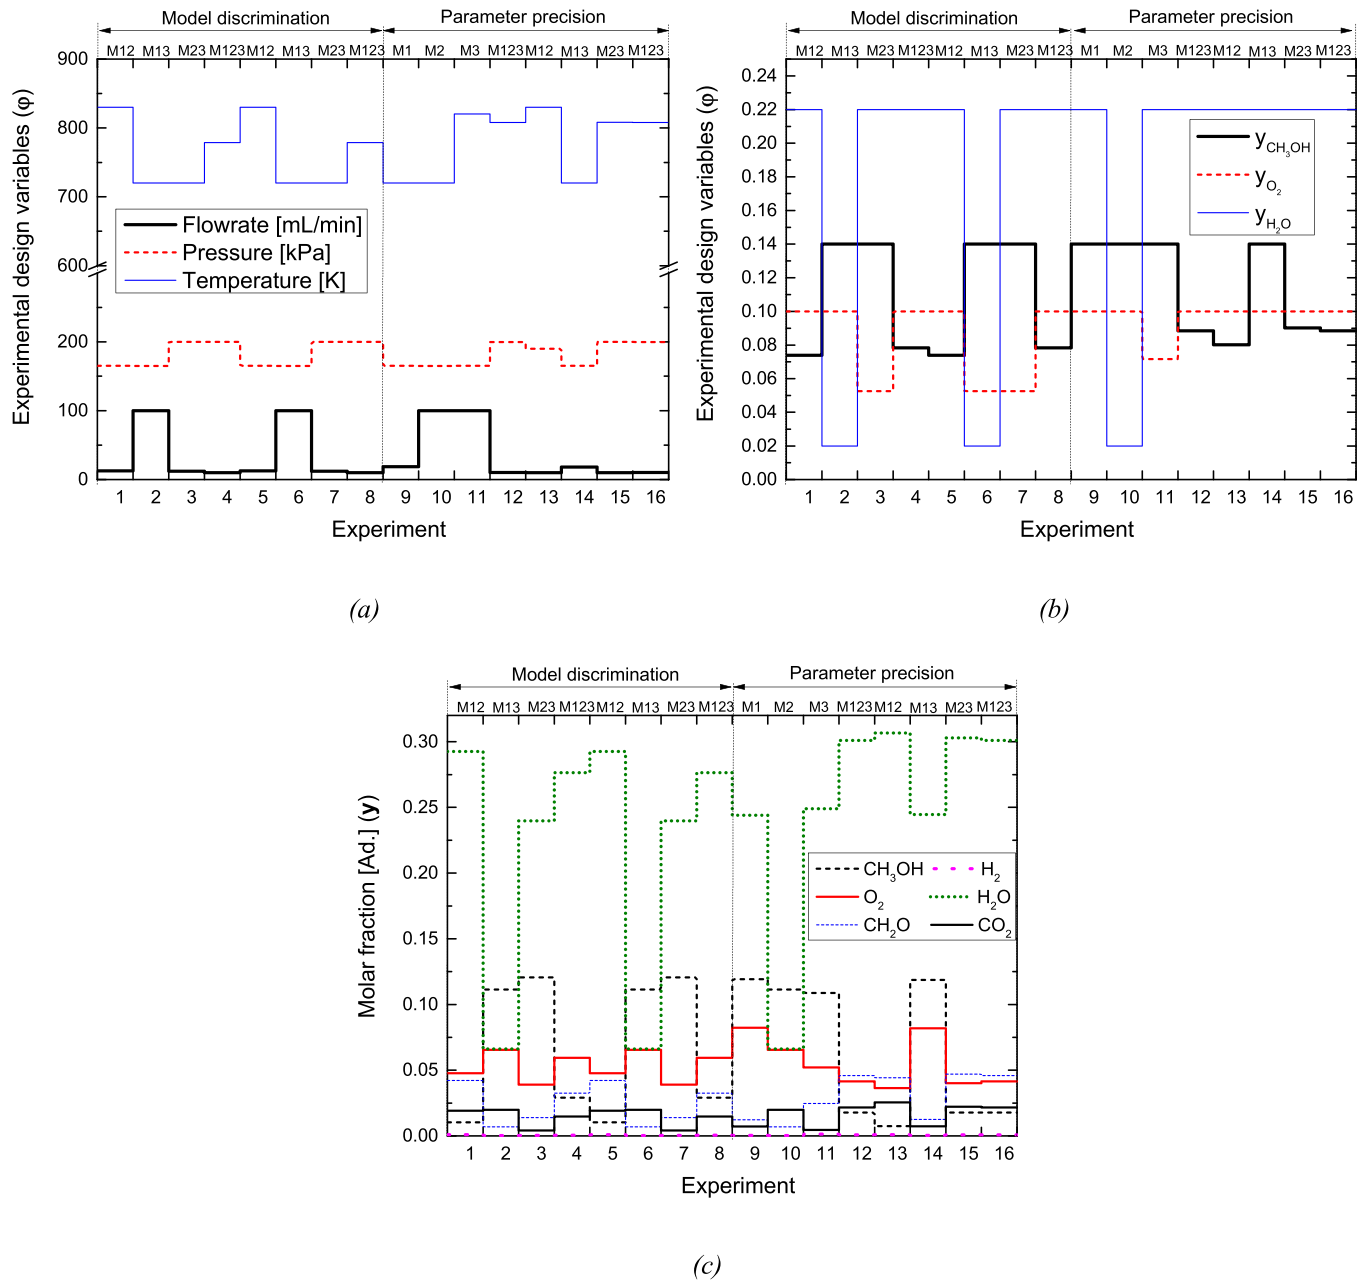 Model discrimination Parameter precision
M12 M13 M23 M123 M12 M13 M23 M123 M1 M2 M3 M123 M12 M13 M23 M123
900
800
700
600
200
100
0
Experimental design variables (φ)
Flowrate [mL/min]
Pressure [kPa]
Temperature [K]
1 2 3 4 5 6 7 8 9 10 11 12 13 14 15 16
Experiment
(a)
Model discrimination Parameter precision
M12 M13 M23 M123 M12 M13 M23 M123 M1 M2 M3 M123 M12 M13 M23 M123
0.24
0.22
0.20
0.18
0.16
0.14
0.12
0.10
0.08
0.06
0.04
0.02
0.00
Experimental design variables (φ)
y CH3OH
y O2
y H2O
1 2 3 4 5 6 7 8 9 10 11 12 13 14 15 16
Experiment
(b)
Model discrimination Parameter precision
M12 M13 M23 M123 M12 M13 M23 M123 M1 M2 M3 M123 M12 M13 M23 M123
0.30
0.25
0.20
0.15
0.10
0.05
0.00
Molar fraction [Ad.] (y)
CH3OH H2
O2 H2O
CH2O CO2
1 2 3 4 5 6 7 8 9 10 11 12 13 14 15 16
Experiment
(c)